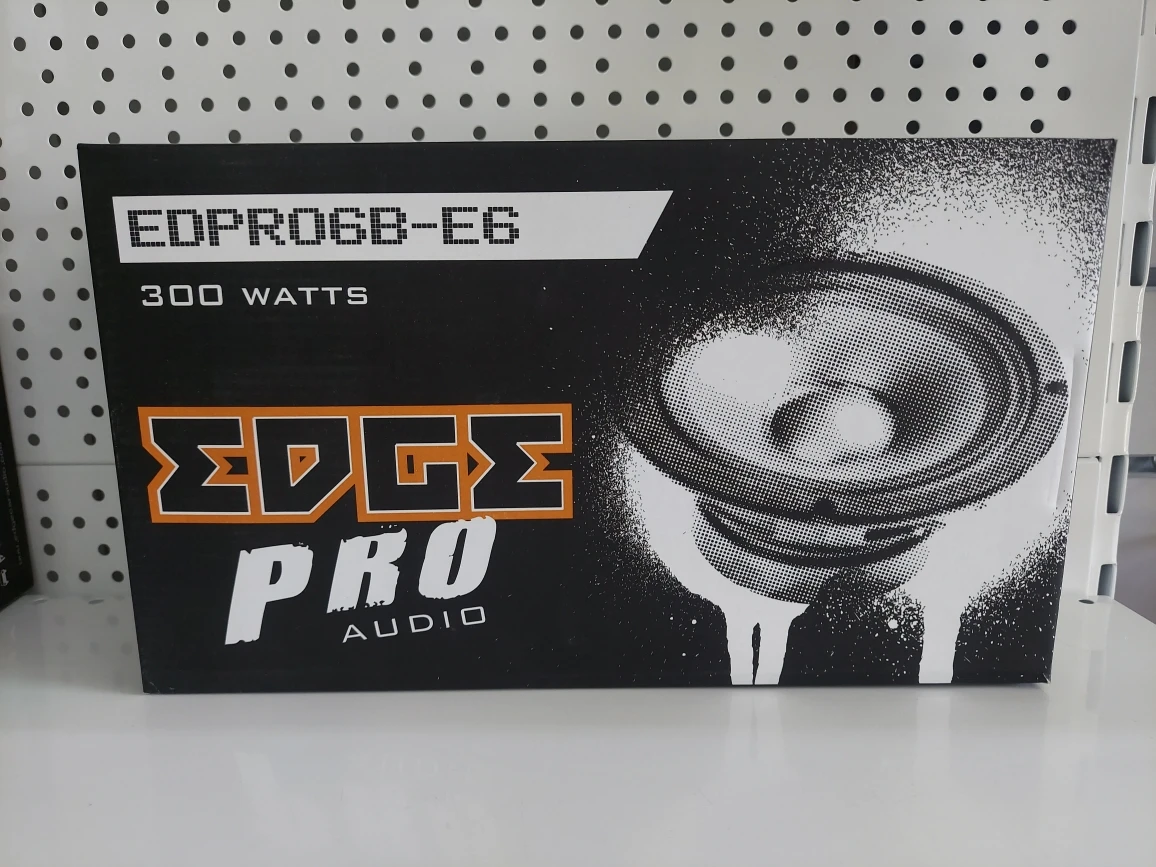 EDPRO6B-E6
300 WATTS
EDGE
PRO
AUDIO